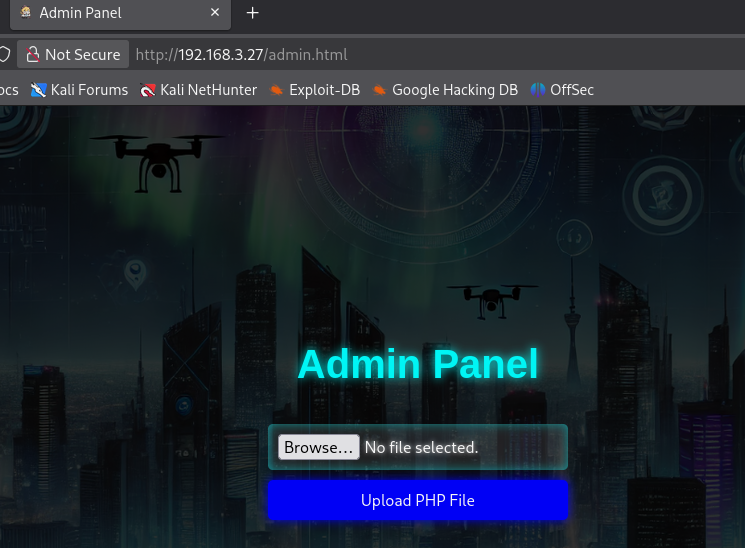 Admin Panel
Not Secure http://192.168.3.27/admin.html
ocs Kali Forums Kali NetHunter Exploit-DB Google Hacking DB OffSec
Admin Panel
Browse... No file selected.
Upload PHP File